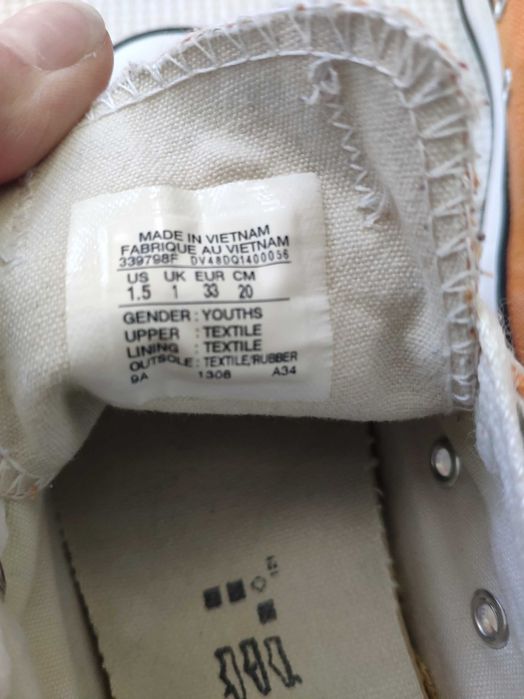 MADE IN VIETNAM
FABRIQUE AU VIETNAM
339798F DV48DQ1400056
US UK EUR CM
1.5 1 33 20
GENDER : YOUTHS
UPPER : TEXTILE
LINING : TEXTILE
OUTSOLE : TEXTILE/RUBBER
9A 1308 A34